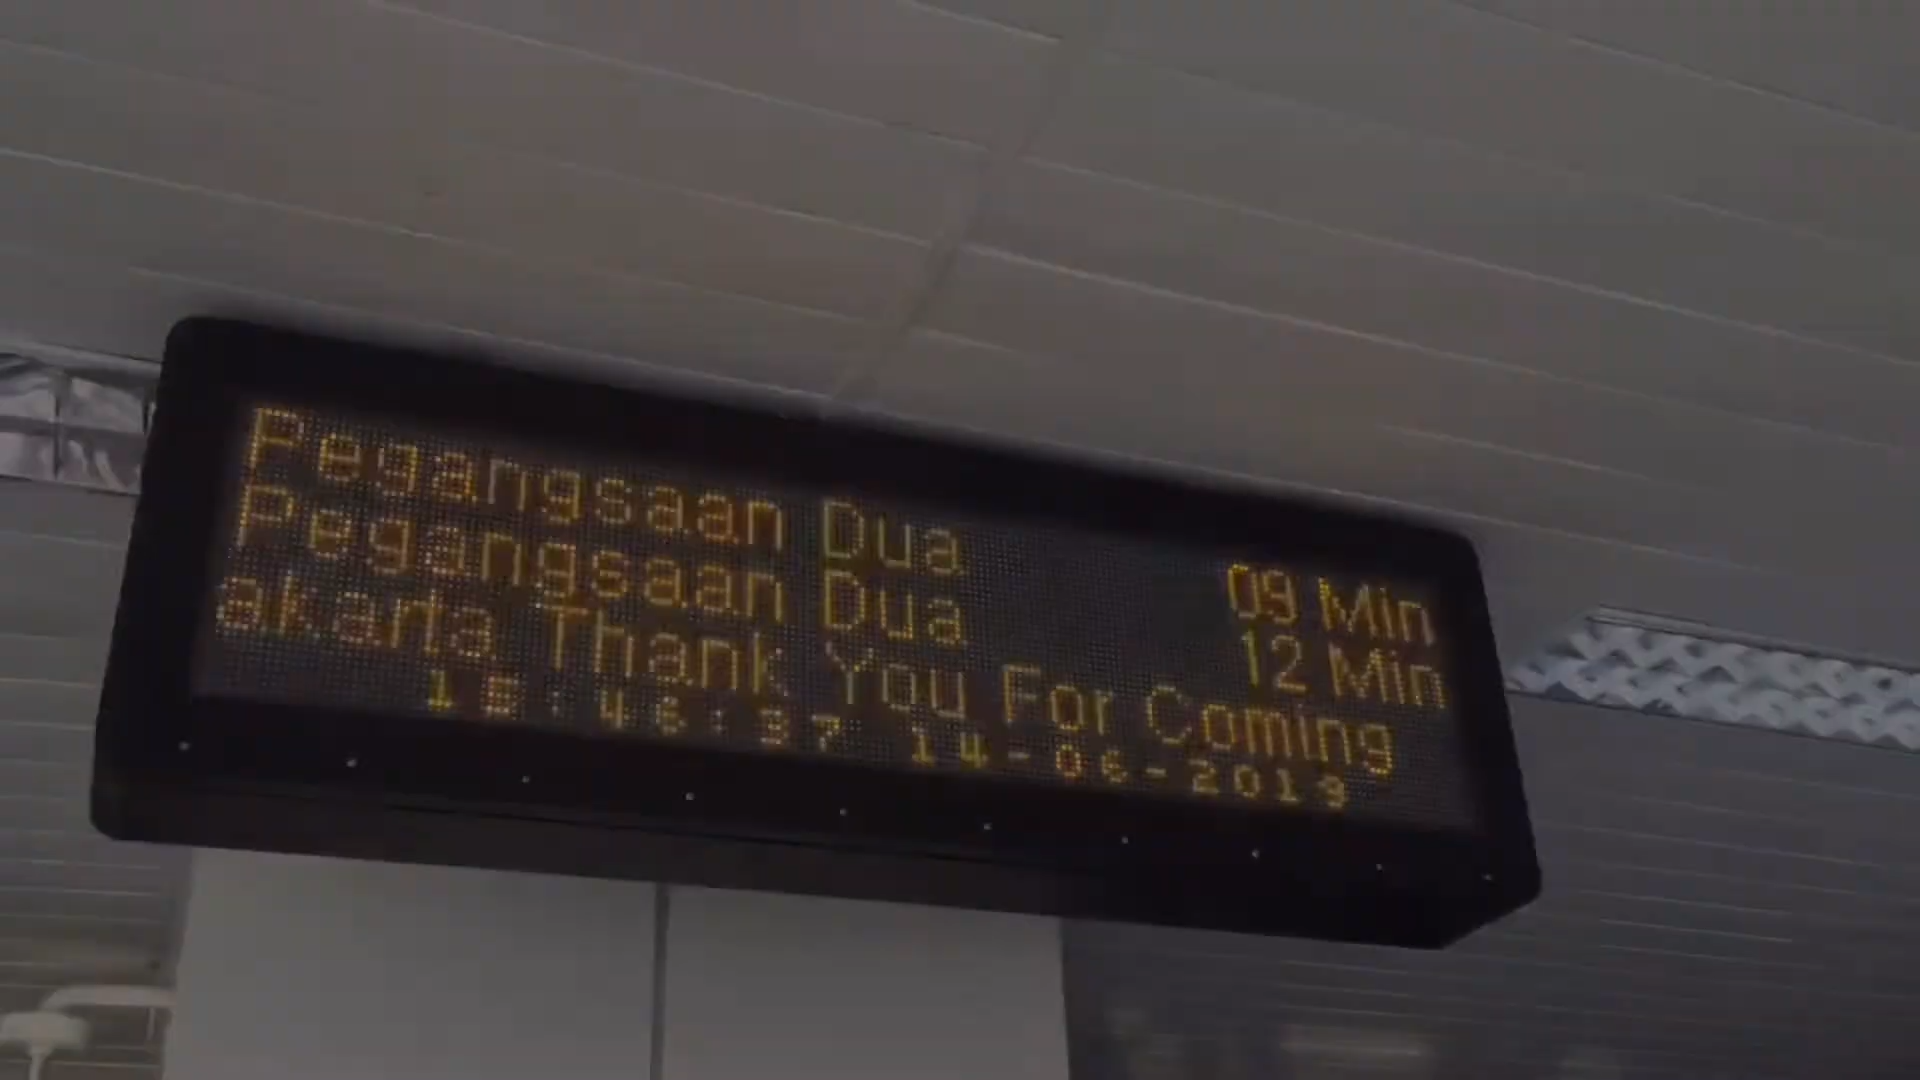 Pegangsaan Dua 09 Min
Pegangsaan Dua 12 Min
akarta Thank You For Coming
14-06-2019